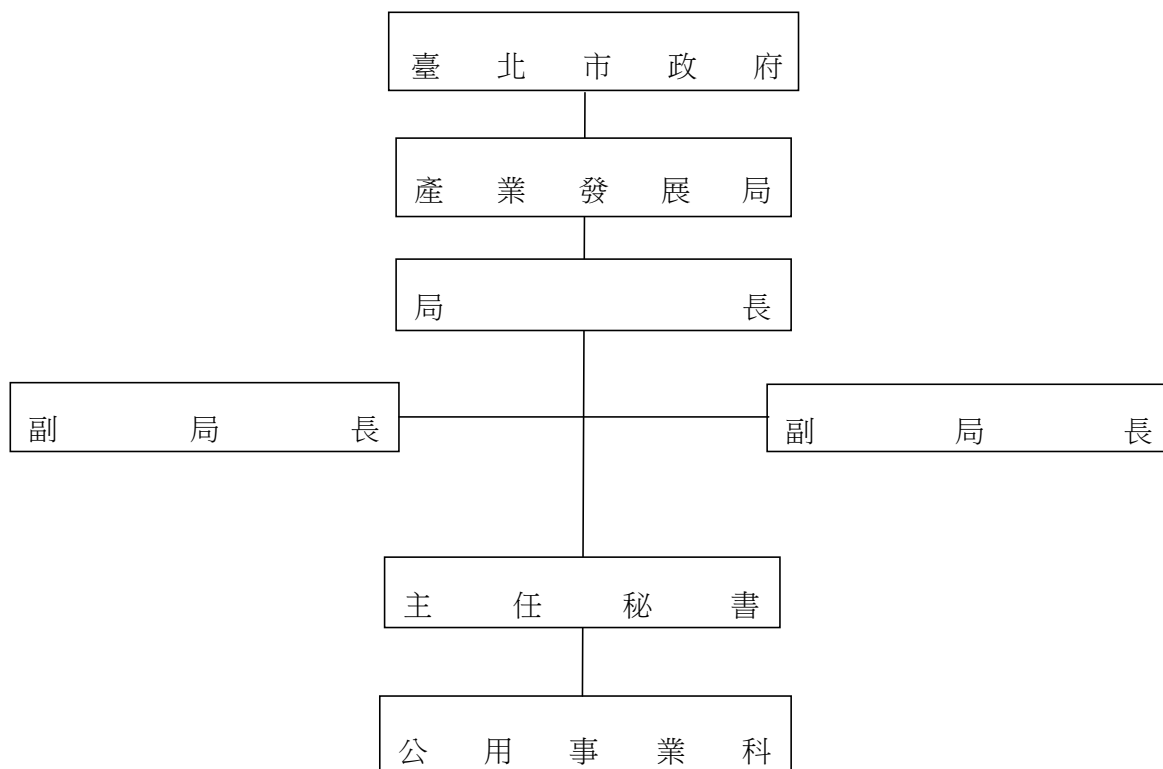 臺北市政府
產業發展局
局長
副局長
副局長
主任秘書
公用事業科